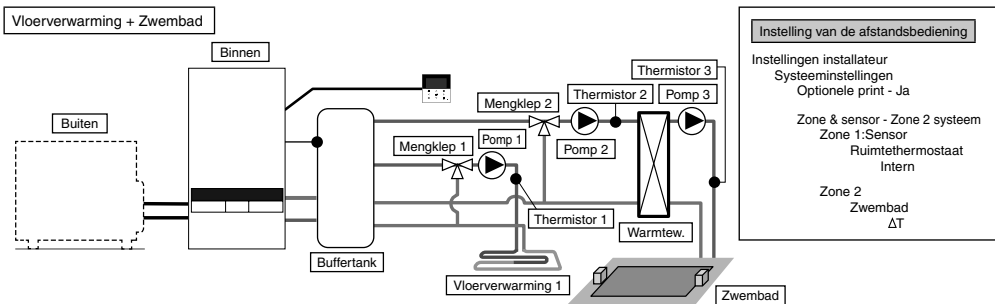 Vloerverwarming + Zwembad
Binnen
Buiten
Buffertank
Mengklep 1
Pomp 1
Thermistor 1
Vloerverwarming 1
Mengklep 2
Thermistor 2
Pomp 2
Thermistor 3
Pomp 3
Warmtew.
Zwembad
Instelling van de afstandsbediening
Instellingen installateur
Systeeminstellingen
Optionele print - Ja
Zone & sensor - Zone 2 systeem
Zone 1:Sensor
Ruimtethermostaat
Intern
Zone 2
Zwembad
ΔT